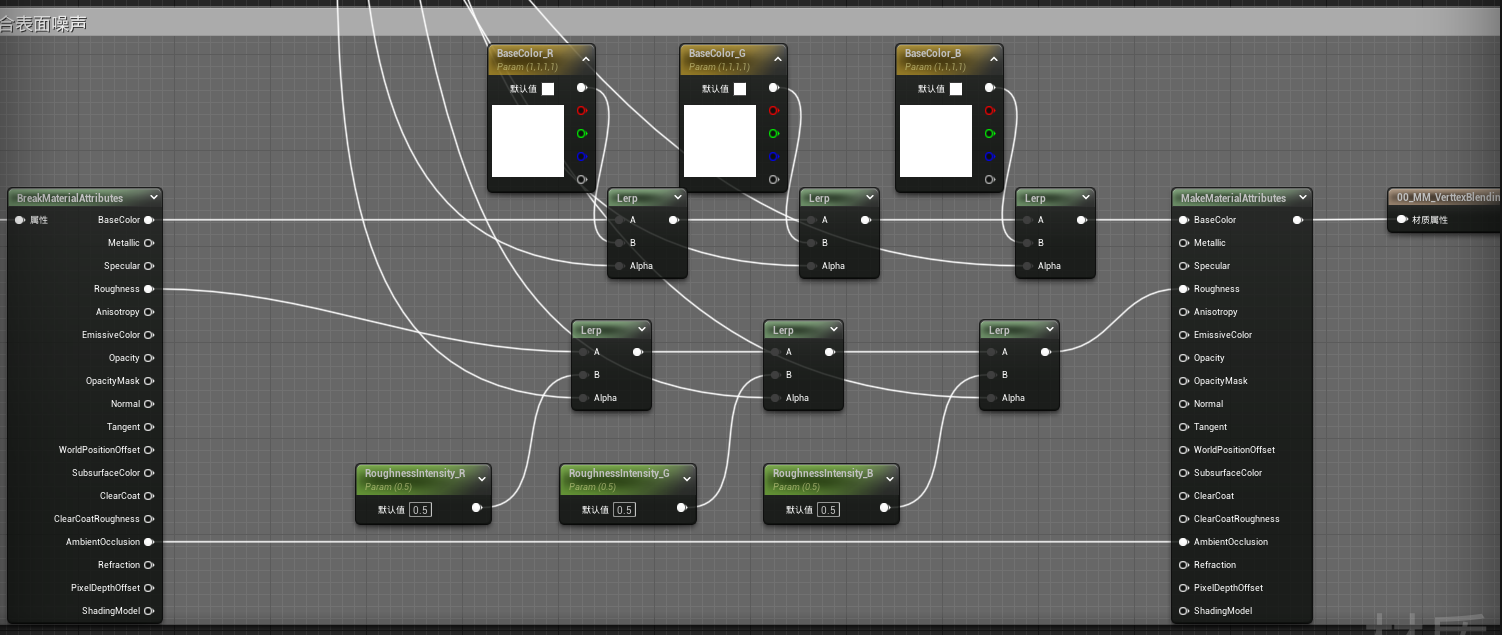 合表面噪声
BaseColor_R
Param (1,1,1,1)
默认值
BaseColor_G
Param (1,1,1,1)
默认值
BaseColor_B
Param (1,1,1,1)
默认值
BreakMaterialAttributes
属性
BaseColor
Metallic
Specular
Roughness
Anisotropy
EmissiveColor
Opacity
OpacityMask
Normal
Tangent
WorldPositionOffset
SubsurfaceColor
ClearCoat
ClearCoatRoughness
AmbientOcclusion
Refraction
PixelDepthOffset
ShadingModel
Lerp
A
B
Alpha
Lerp
A
B
Alpha
Lerp
A
B
Alpha
Lerp
A
B
Alpha
Lerp
A
B
Alpha
Lerp
A
B
Alpha
RoughnessIntensity_R
Param (0.5)
默认值 0.5
RoughnessIntensity_G
Param (0.5)
默认值 0.5
RoughnessIntensity_B
Param (0.5)
默认值 0.5
MakeMaterialAttributes
BaseColor
Metallic
Specular
Roughness
Anisotropy
EmissiveColor
Opacity
OpacityMask
Normal
Tangent
WorldPositionOffset
SubsurfaceColor
ClearCoat
ClearCoatRoughness
AmbientOcclusion
Refraction
PixelDepthOffset
ShadingModel
00_MM_VerttexBlendin
材质属性
材质